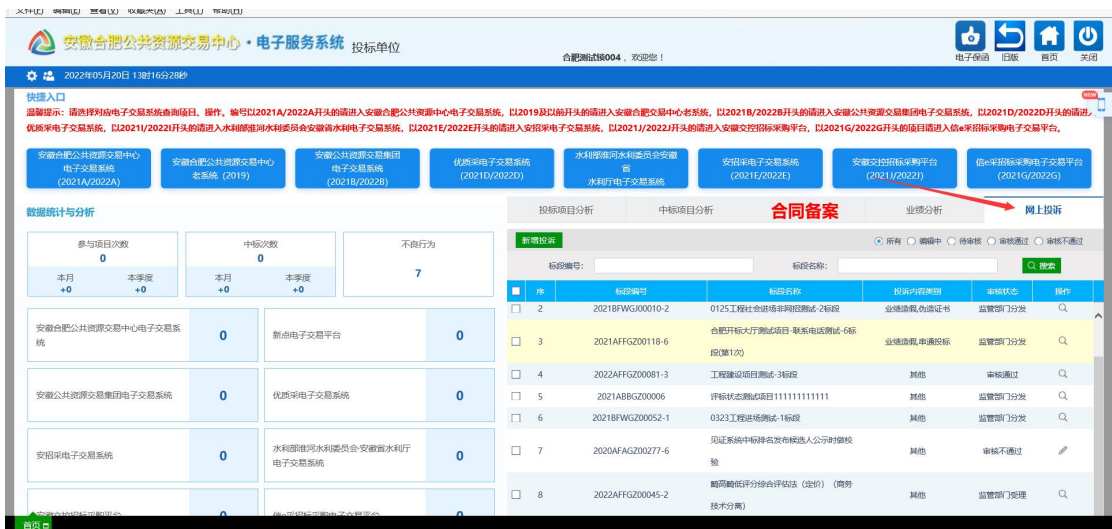 文件(F) 编辑(E) 查看(V) 收藏夹(A) 工具(T) 帮助(H)
安徽合肥公共资源交易中心·电子服务系统 投标单位
合肥测试楼004，欢迎您！
电子保函 旧版 首页 关闭
2022年05月20日 13时16分28秒
快捷入口
温馨提示：请选择对应电子交易系统查询项目、操作。编号以2021A/2022A开头的请进入安徽合肥公共资源中心电子交易系统，以2019及以前开头的请进入安徽合肥交易中心老系统，以2021B/2022B开头的请进入安徽公共资源交易集团电子交易系统，以2021D/2022D开头的请进入
优质采电子交易系统，以2021I/2022I开头的请进入水利部淮河水利委员会安徽省水利电子交易系统，以2021E/2022E开头的请进入安招采电子交易系统，以2021J/2022J开头的请进入安徽交控招标采购平台，以2021G/2022G开头的项目请进入信e采招标采购电子交易平台。
NEW
安徽合肥公共资源交易中心
电子交易系统
(2021A/2022A)
安徽合肥公共资源交易中心
老系统（2019）
安徽公共资源交易集团
电子交易系统
(2021B/2022B)
优质采电子交易系统
(2021D/2022D)
水利部淮河水利委员会安徽
省
水利厅电子交易系统
安招采电子交易系统
(2021E/2022E)
安徽交控招标采购平台
(2021J/2022J)
信e采招标采购电子交易平台
(2021G/2022G)
数据统计与分析
参与项目次数
0
本月 本季度
+0 +0
中标次数
0
本月 本季度
+0 +0
不良行为
7
安徽合肥公共资源交易中心电子交易系
统
0
新点电子交易平台 0
安徽公共资源交易集团电子交易系统 0
优质采电子交易系统 0
安招采电子交易系统 0
水利部淮河水利委员会·安徽省水利厅
电子交易系统
0
安徽交控招标采购平台 0
信e采招标采购电子交易平台 0
首页
投标项目分析 中标项目分析 合同备案 业绩分析 网上投诉
新增投诉 所有 编辑中 待审核 审核通过 审核不通过
标段编号： 标段名称： 搜索
序 标段编号 标段名称 投诉内容类别 审核状态 操作
2 2021BFWGJ00010-2 0125工程社会进场非网招测试-2标段 业绩造假,伪造证书 监管部门分发
3 2021AFFGZ00118-6 合肥开标大厅测试项目-联系电话测试-6标
段(第1次) 业绩造假,串通投标 监管部门分发
4 2022AFFGZ00081-3 工程建设项目测试-3标段 其他 审核通过
5 2021ABBGZ00006 评标状态测试项目111111111111 其他 监管部门分发
6 2021BFWGZ00052-1 0323工程进场测试-1标段 其他 监管部门分发
7 2020AFAGZ00277-6 见证系统中标排名发布候选人公示时做校
验 其他 审核不通过
8 2022AFFGZ00045-2 畸高畸低评分综合评估法（定价）（商务
技术分离） 其他 监管部门受理